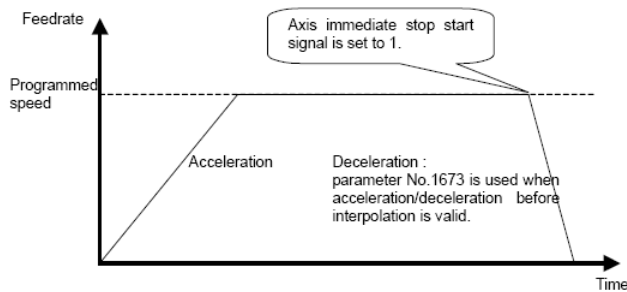 Feedrate
Axis immediate stop start
signal is set to 1.
Programmed
speed
Acceleration
Deceleration :
parameter No.1673 is used when
acceleration/deceleration before
interpolation is valid.
Time